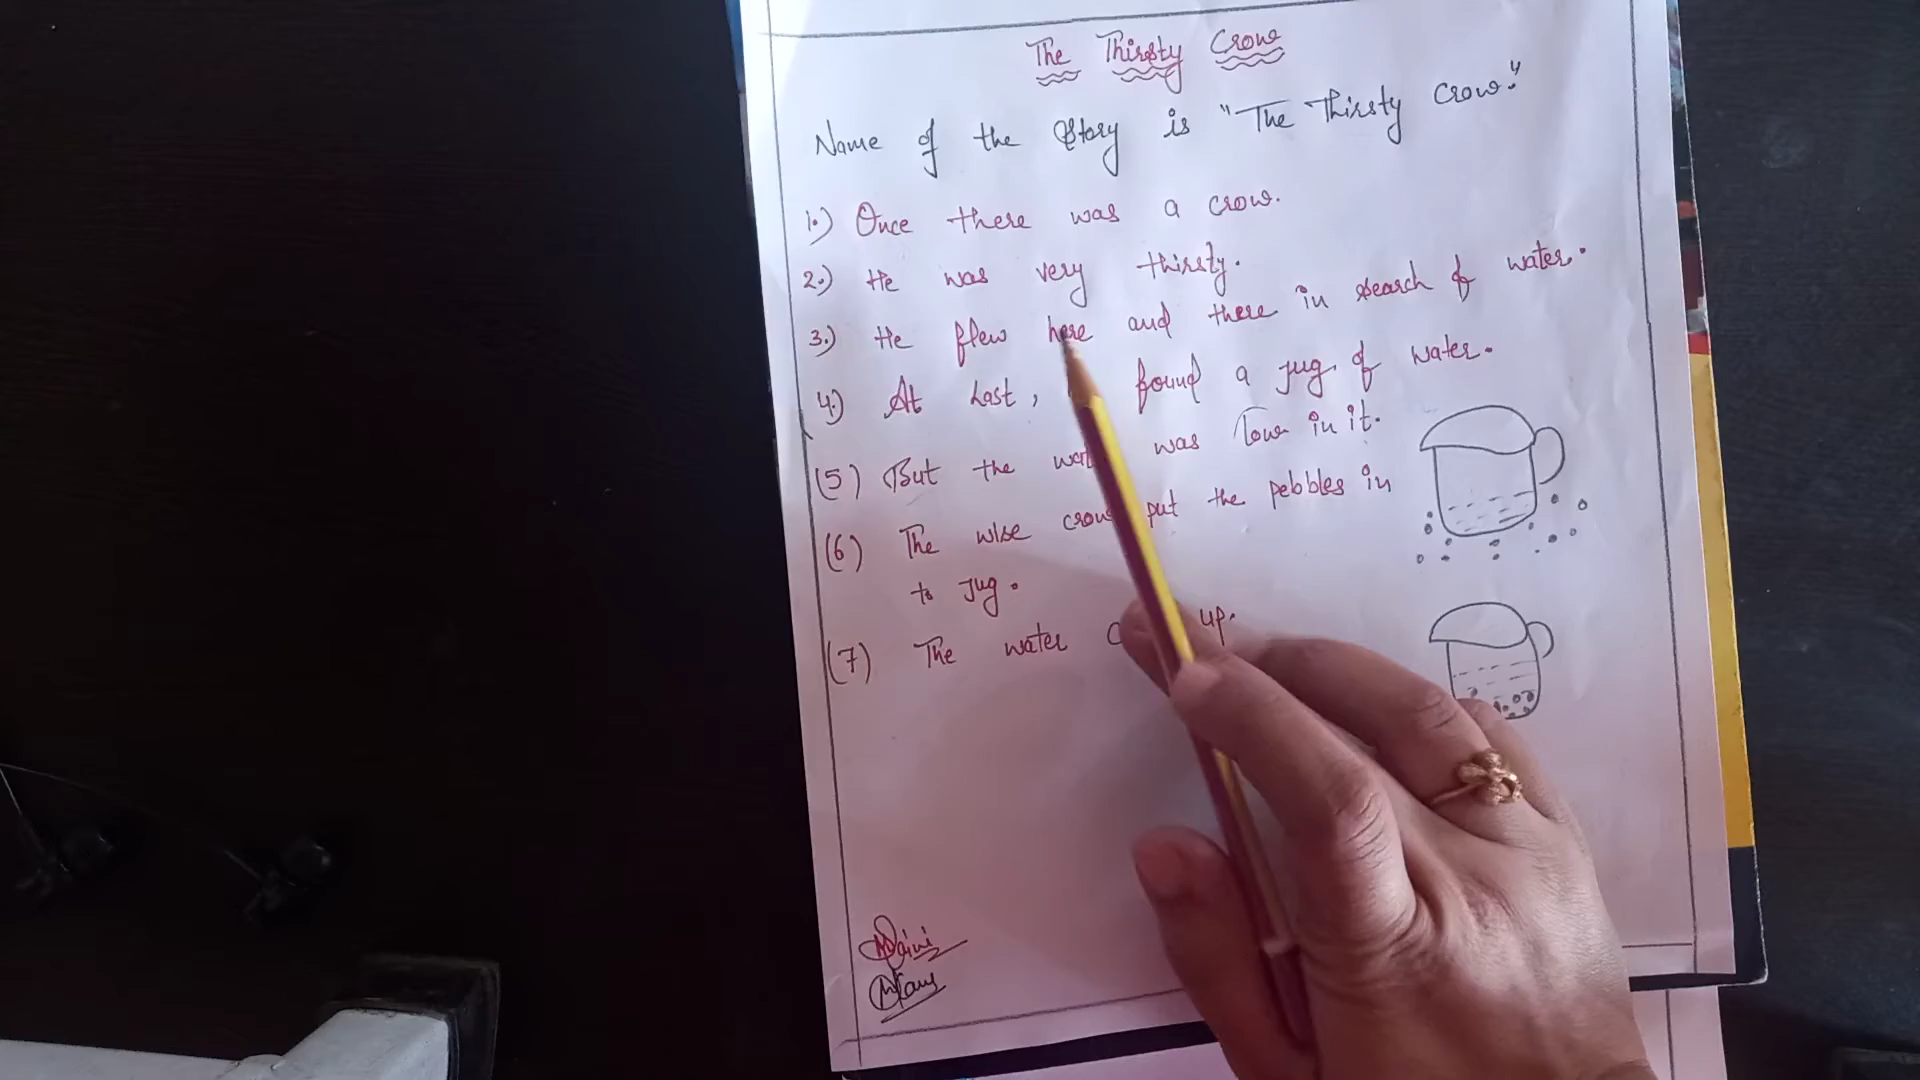 The Thirsty Crow
Name of the Story is "The Thirsty Crow."
1.) Once there was a crow.
2.) He was very thirsty.
3.) He flew here and there in search of water.
4.) At last, found a jug of water.
(5) But the was low in it.
(6) The wise crow put the pebbles in
to jug.
(7) The water up.